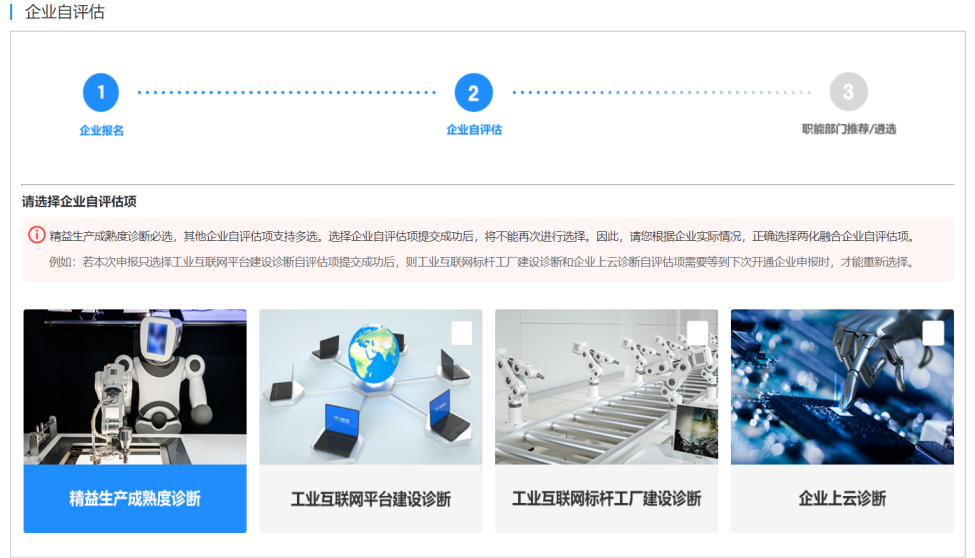 企业自评估
1
2
3
企业报名
企业自评估
职能部门推荐/遴选
请选择企业自评估项
精益生产成熟度诊断必选，其他企业自评估项支持多选。选择企业自评估项提交成功后，将不能再次进行选择。因此，请您根据企业实际情况，正确选择两化融合企业自评估项。
例如：若本次申报只选择工业互联网平台建设诊断自评估项提交成功后，则工业互联网标杆工厂建设诊断和企业上云诊断自评估项需要等到下次开通企业申报时，才能重新选择。
精益生产成熟度诊断
工业互联网平台建设诊断
工业互联网标杆工厂建设诊断
企业上云诊断